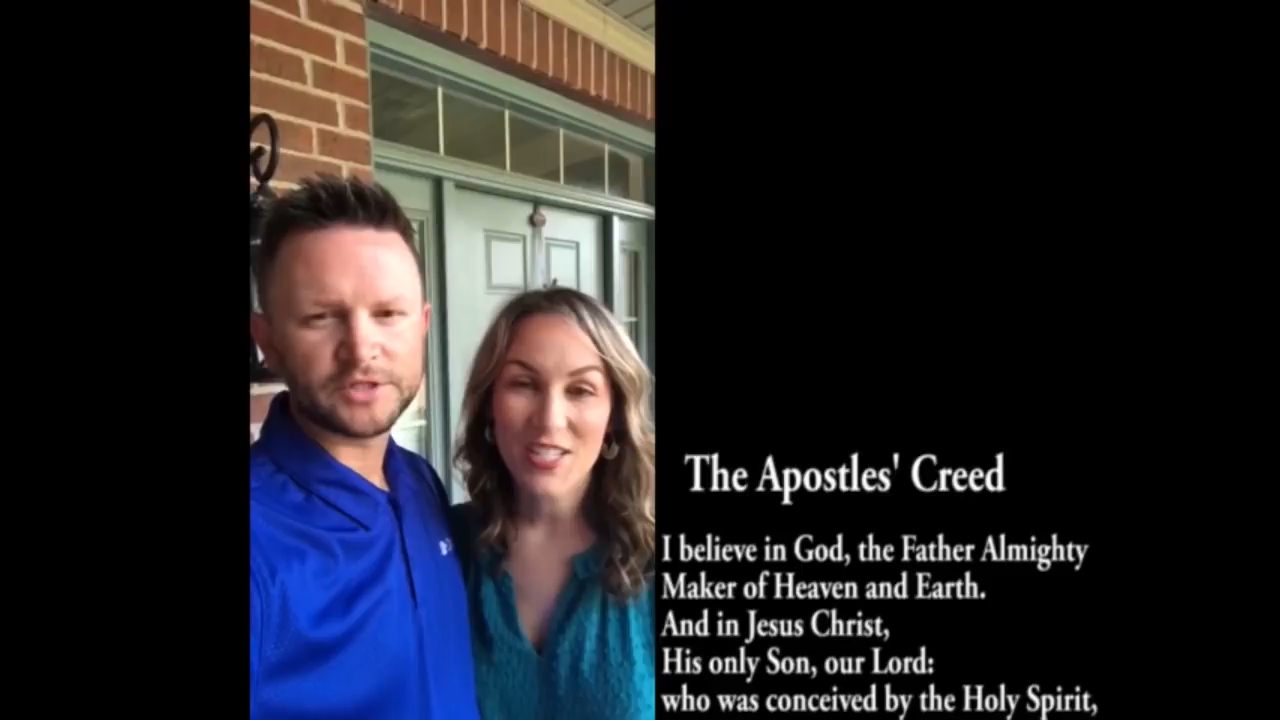 The Apostles' Creed
I believe in God, the Father Almighty
Maker of Heaven and Earth.
And in Jesus Christ,
His only Son, our Lord:
who was conceived by the Holy Spirit,